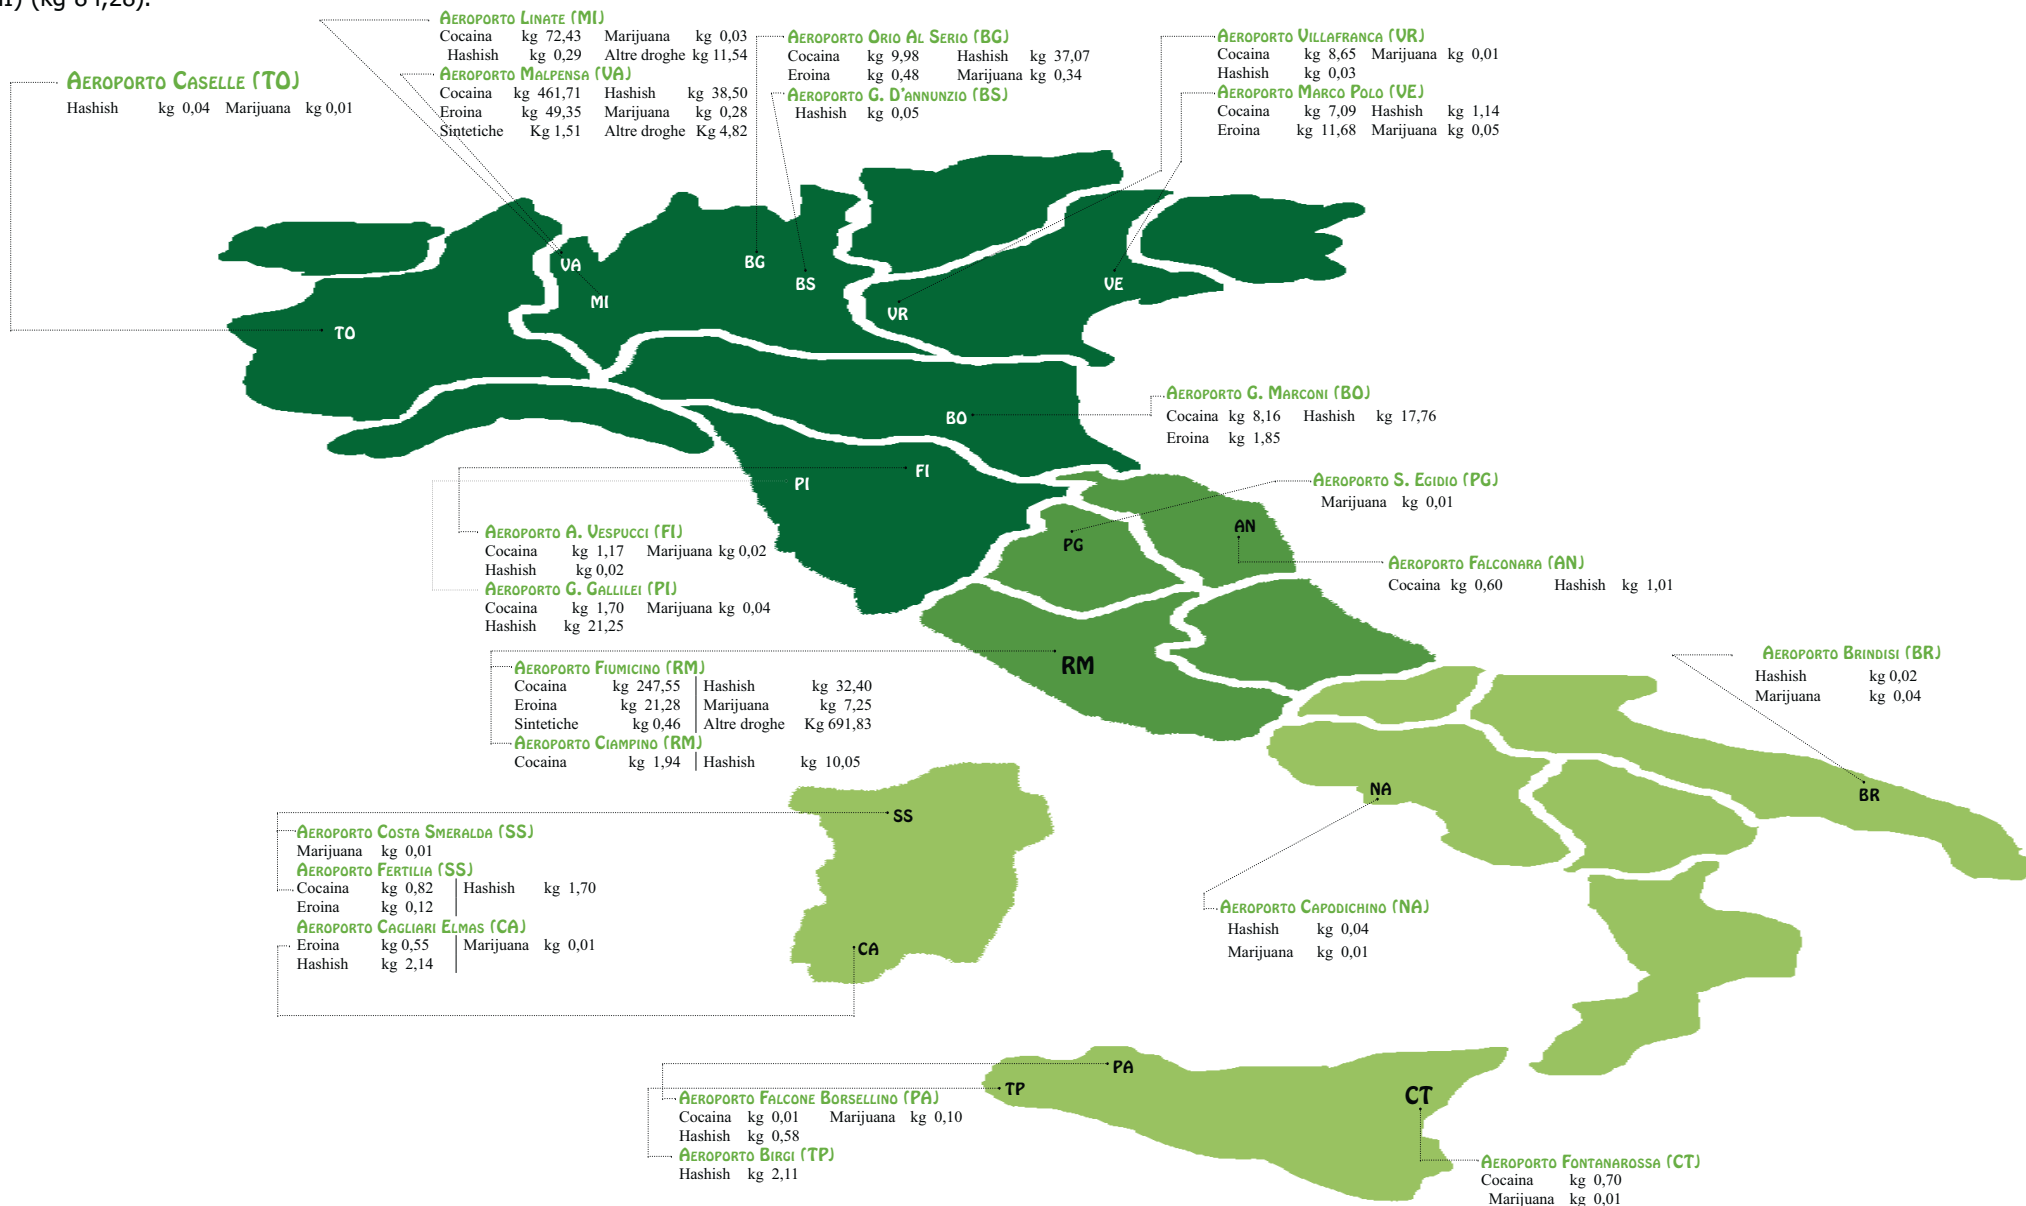 (kg 84,28).
AEROPORTO LINATE (MI)
Cocaina kg 72,43 Marijuana kg 0,03
Hashish kg 0,29 Altre droghe kg 11,54
AEROPORTO MALPENSA (VA)
Cocaina kg 461,71 Hashish kg 38,50
Eroina kg 49,35 Marijuana kg 0,28
Sintetiche Kg 1,51 Altre droghe Kg 4,82
AEROPORTO ORIO AL SERIO (BG)
Cocaina kg 9,98 Hashish kg 37,07
Eroina kg 0,48 Marijuana kg 0,34
AEROPORTO G. D'ANNUNZIO (BS)
Hashish kg 0,05
AEROPORTO VILLAFRANCA (VR)
Cocaina kg 8,65 Marijuana kg 0,01
Hashish kg 0,03
AEROPORTO MARCO POLO (VE)
Cocaina kg 7,09 Hashish kg 1,14
Eroina kg 11,68 Marijuana kg 0,05
AEROPORTO CASELLE (TO)
Hashish kg 0,04 Marijuana kg 0,01
VA
MI
BG
BS
VR
VE
TO
BO
AEROPORTO G. MARCONI (BO)
Cocaina kg 8,16 Hashish kg 17,76
Eroina kg 1,85
FI
PI
AEROPORTO S. EGIDIO (PG)
Marijuana kg 0,01
AN
PG
AEROPORTO A. VESPUCCI (FI)
Cocaina kg 1,17 Marijuana kg 0,02
Hashish kg 0,02
AEROPORTO G. GALLILEI (PI)
Cocaina kg 1,70 Marijuana kg 0,04
Hashish kg 21,25
AEROPORTO FALCONARA (AN)
Cocaina kg 0,60 Hashish kg 1,01
RM
AEROPORTO FIUMICINO (RM)
Cocaina kg 247,55 Hashish kg 32,40
Eroina kg 21,28 Marijuana kg 7,25
Sintetiche kg 0,46 Altre droghe Kg 691,83
AEROPORTO CIAMPINO (RM)
Cocaina kg 1,94 Hashish kg 10,05
AEROPORTO BRINDISI (BR)
Hashish kg 0,02
Marijuana kg 0,04
NA
BR
SS
AEROPORTO COSTA SMERALDA (SS)
Marijuana kg 0,01
AEROPORTO FERTILIA (SS)
Cocaina kg 0,82 Hashish kg 1,70
Eroina kg 0,12
AEROPORTO CAGLIARI ELMAS (CA)
Eroina kg 0,55 Marijuana kg 0,01
Hashish kg 2,14
CA
AEROPORTO CAPODICHINO (NA)
Hashish kg 0,04
Marijuana kg 0,01
PA
TP
CT
AEROPORTO FALCONE BORSELLINO (PA)
Cocaina kg 0,01 Marijuana kg 0,10
Hashish kg 0,58
AEROPORTO BIRGI (TP)
Hashish kg 2,11
AEROPORTO FONTANAROSSA (CT)
Cocaina kg 0,70
Marijuana kg 0,01